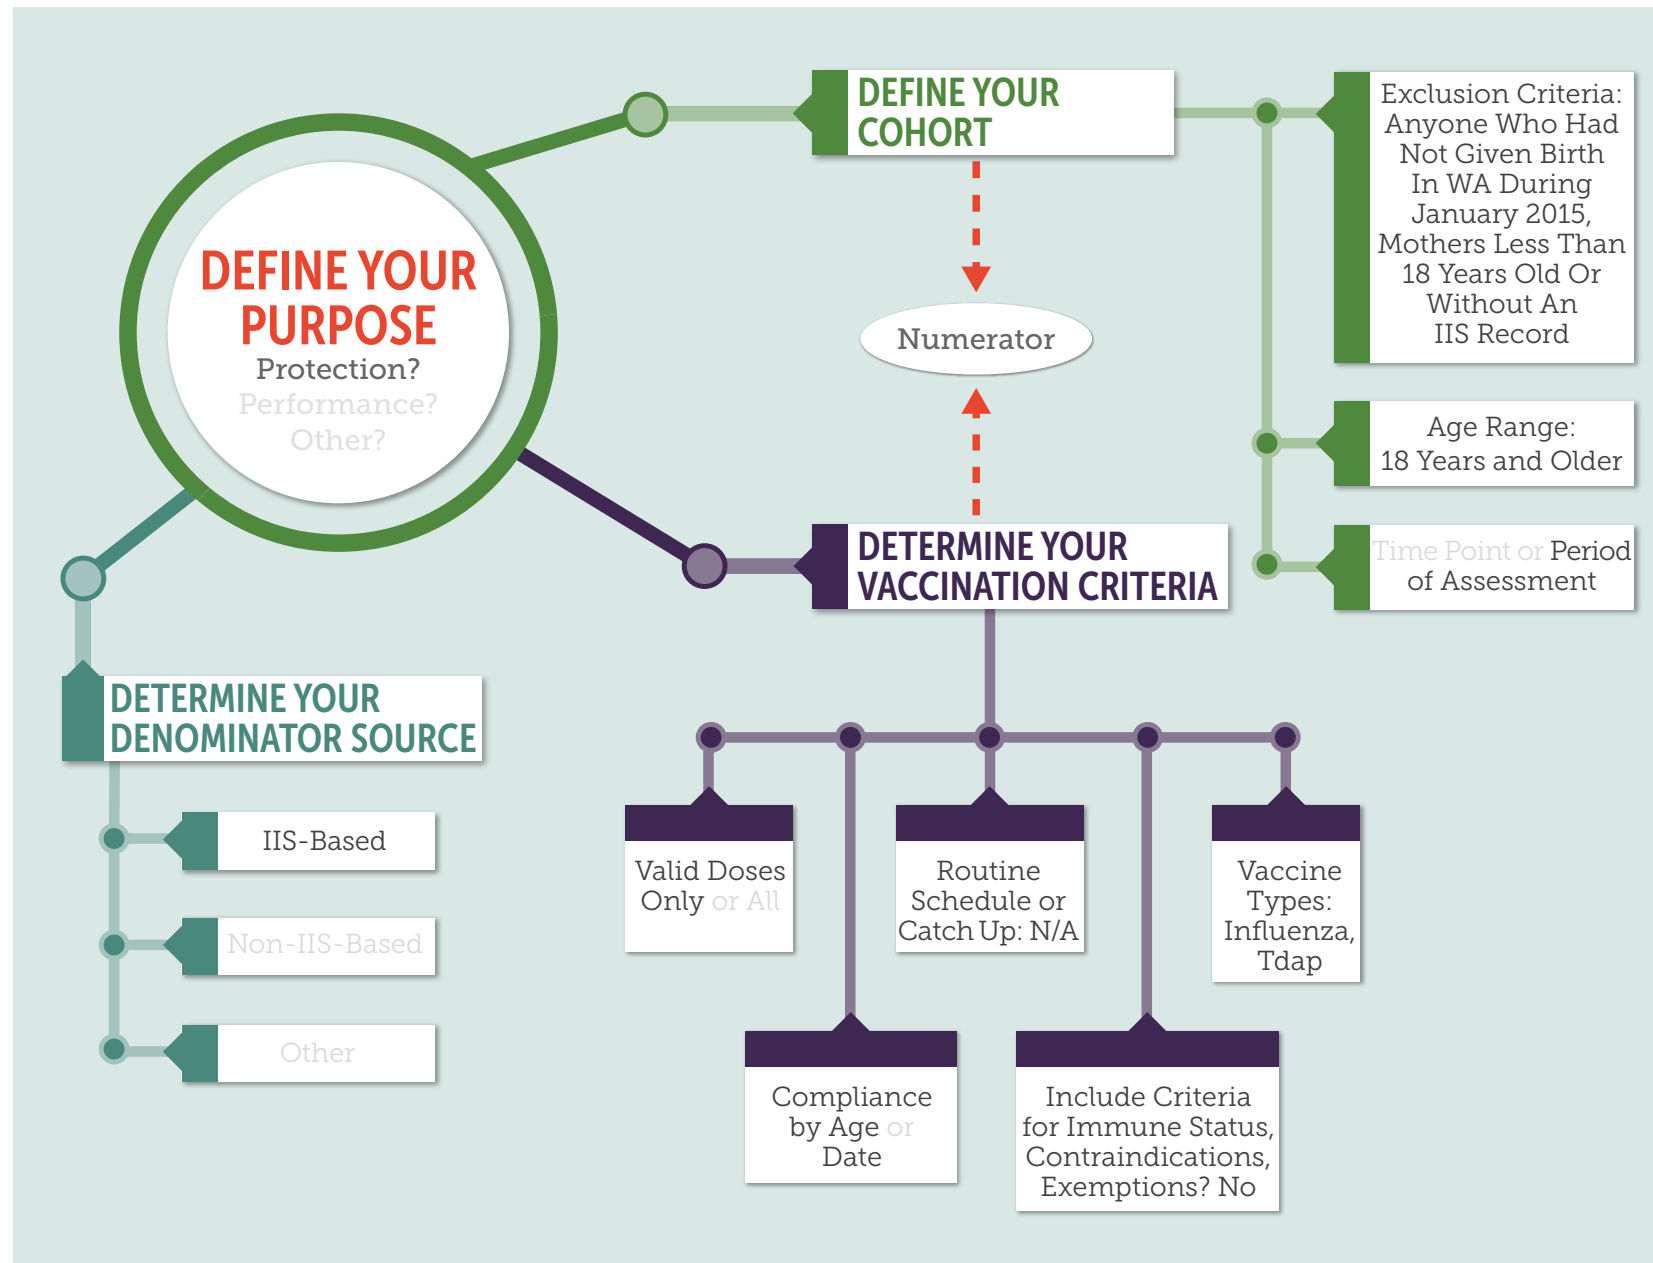 DEFINE YOUR
PURPOSE
Protection?
Performance?
Other?
DEFINE YOUR
COHORT
Numerator
Exclusion Criteria:
Anyone Who Had
Not Given Birth
In WA During
January 2015,
Mothers Less Than
18 Years Old Or
Without An
IIS Record
Age Range:
18 Years and Older
Time Point or Period
of Assessment
DETERMINE YOUR
VACCINATION CRITERIA
Valid Doses
Only or All
Compliance
by Age or
Date
Routine
Schedule or
Catch Up: N/A
Include Criteria
for Immune Status,
Contraindications,
Exemptions? No
Vaccine
Types:
Influenza,
Tdap
DETERMINE YOUR
DENOMINATOR SOURCE
IIS-Based
Non-IIS-Based
Other